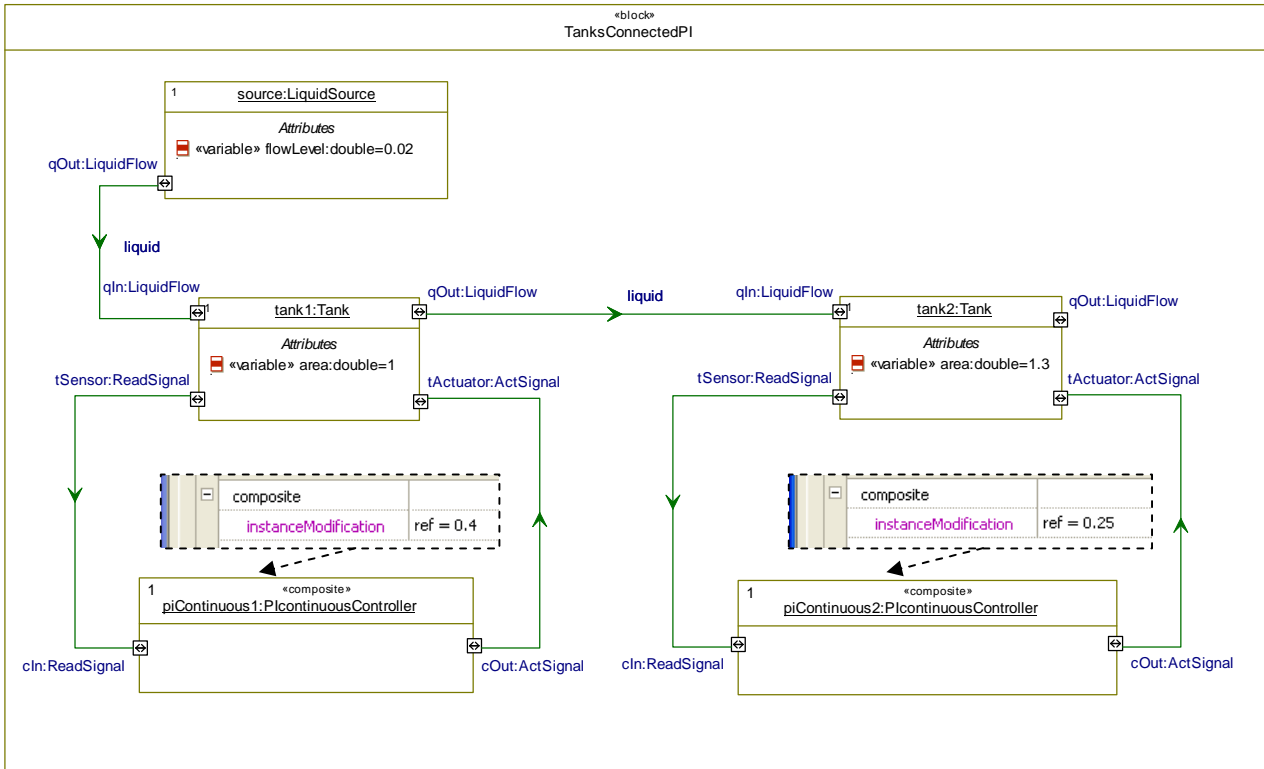 «block»
TanksConnectedPI
1
source:LiquidSource
Attributes
«variable» flowLevel:double=0.02
qOut:LiquidFlow
liquid
qIn:LiquidFlow
1
tank1:Tank
Attributes
«variable» area:double=1
qOut:LiquidFlow
liquid
qIn:LiquidFlow
1
tank2:Tank
Attributes
«variable» area:double=1.3
qOut:LiquidFlow
tSensor:ReadSignal
tActuator:ActSignal
tSensor:ReadSignal
tActuator:ActSignal
composite
instanceModification ref = 0.4
composite
instanceModification ref = 0.25
1
«composite»
piContinuous1:PIcontinuousController
cIn:ReadSignal
cOut:ActSignal
1
«composite»
piContinuous2:PIcontinuousController
cIn:ReadSignal
cOut:ActSignal